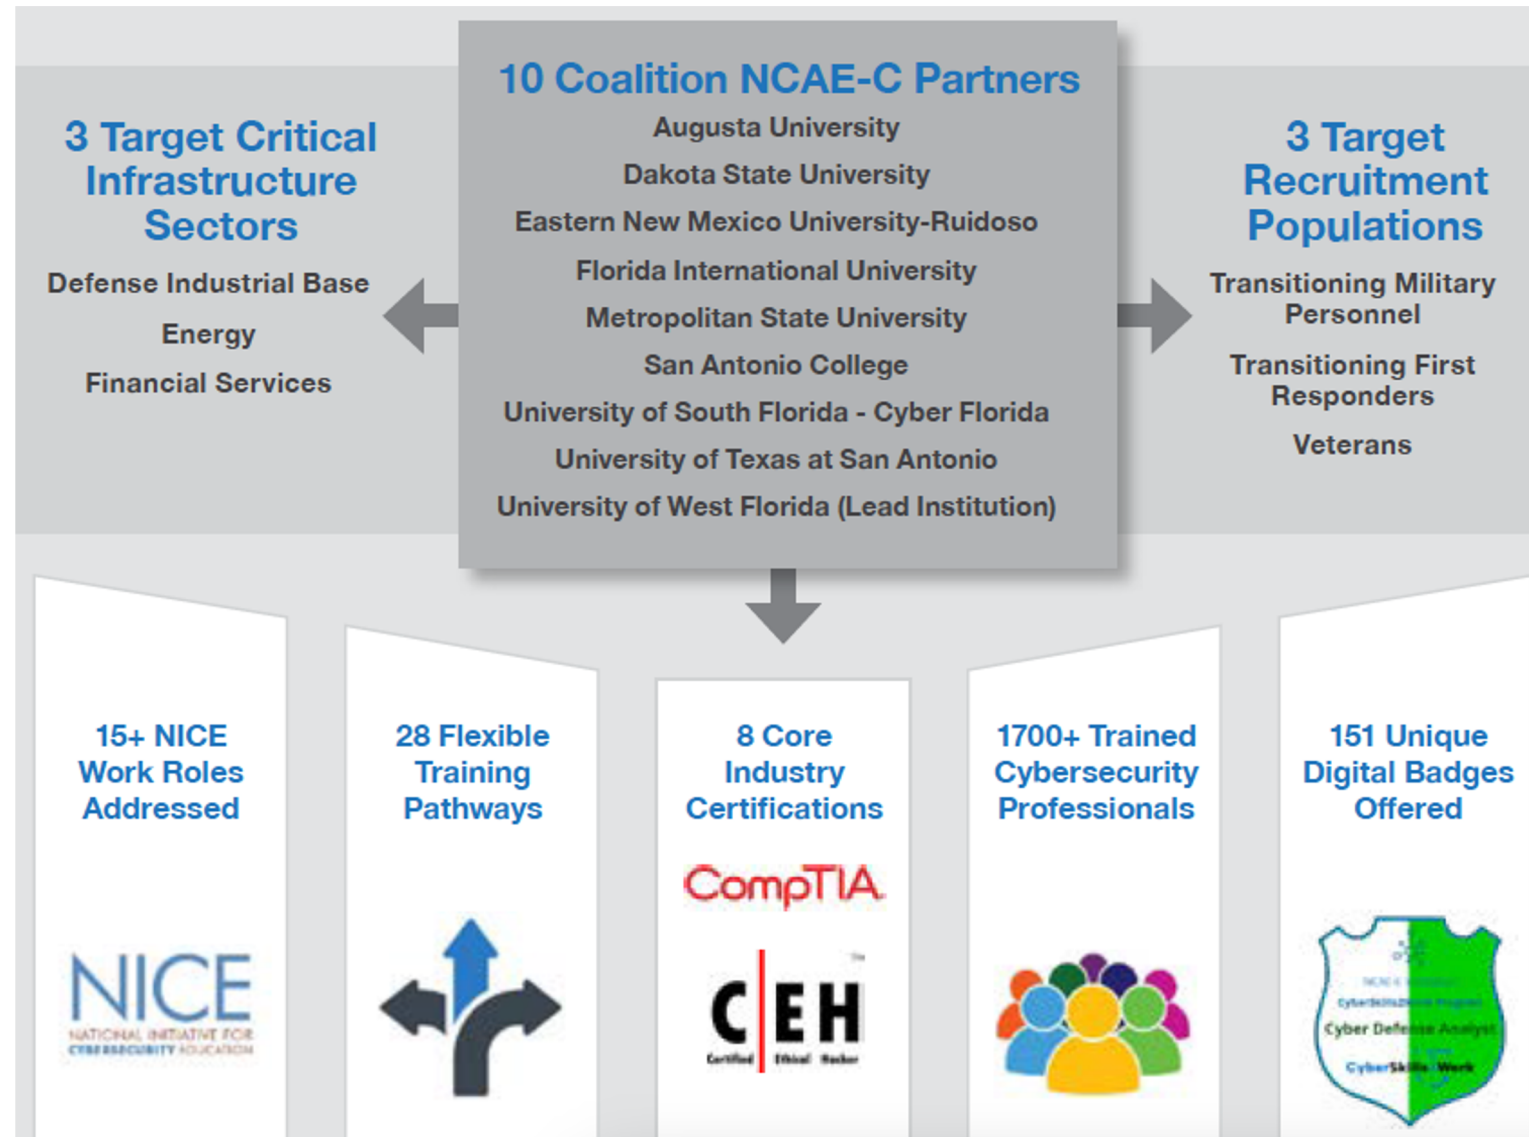 10 Coalition NCAE-C Partners
Augusta University
Dakota State University
Eastern New Mexico University-Ruidoso
Florida International University
Metropolitan State University
San Antonio College
University of South Florida - Cyber Florida
University of Texas at San Antonio
University of West Florida (Lead Institution)
3 Target Critical
Infrastructure
Sectors
Defense Industrial Base
Energy
Financial Services
3 Target
Recruitment
Populations
Transitioning Military
Personnel
Transitioning First
Responders
Veterans
15+ NICE
Work Roles
Addressed
NICE
NATIONAL INITIATIVE FOR
CYBERSECURITY EDUCATION
28 Flexible
Training
Pathways
8 Core
Industry
Certifications
CompTIA.
CEH
TM
Certified Ethical Hacker
1700+ Trained
Cybersecurity
Professionals
151 Unique
Digital Badges
Offered
Cyber Defense Analyst
CyberSkills Work